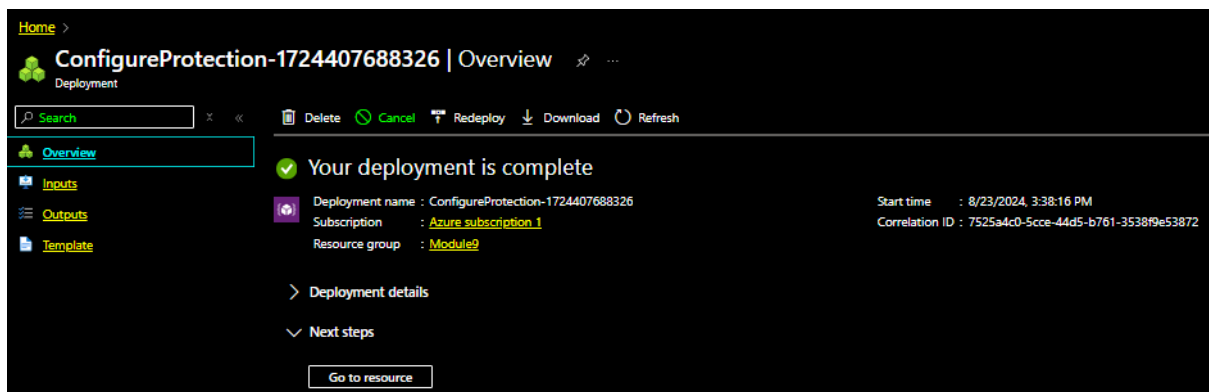 Home >
ConfigureProtection-1724407688326 | Overview ...
Deployment
Search
Delete Cancel Redeploy Download Refresh
Overview
Inputs
Outputs
Template
Your deployment is complete
Deployment name : ConfigureProtection-1724407688326
Subscription : Azure subscription 1
Resource group : Module9
Start time : 8/23/2024, 3:38:16 PM
Correlation ID : 7525a4c0-5cce-44d5-b761-3538f9e53872
Deployment details
Next steps
Go to resource